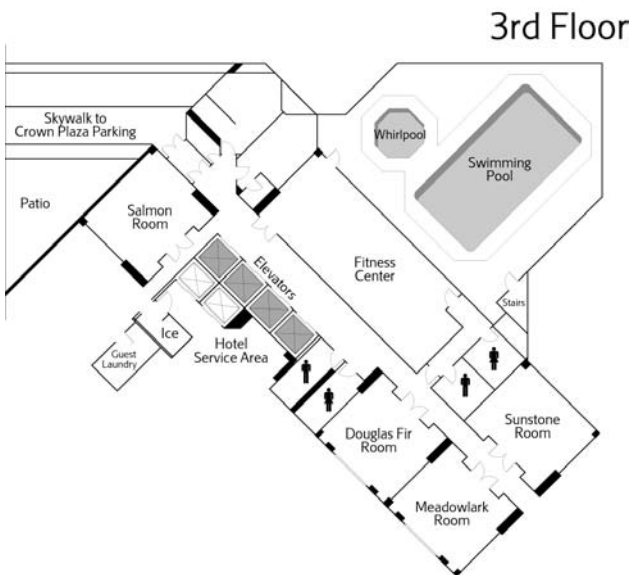 3rd Floor
Skywalk to
Crown Plaza Parking
Whirlpool
Swimming
Pool
Patio
Salmon
Room
Elevators
Fitness
Center
Stairs
Ice
Hotel
Service Area
Guest
Laundry
Douglas Fir
Room
Sunstone
Room
Meadowlark
Room